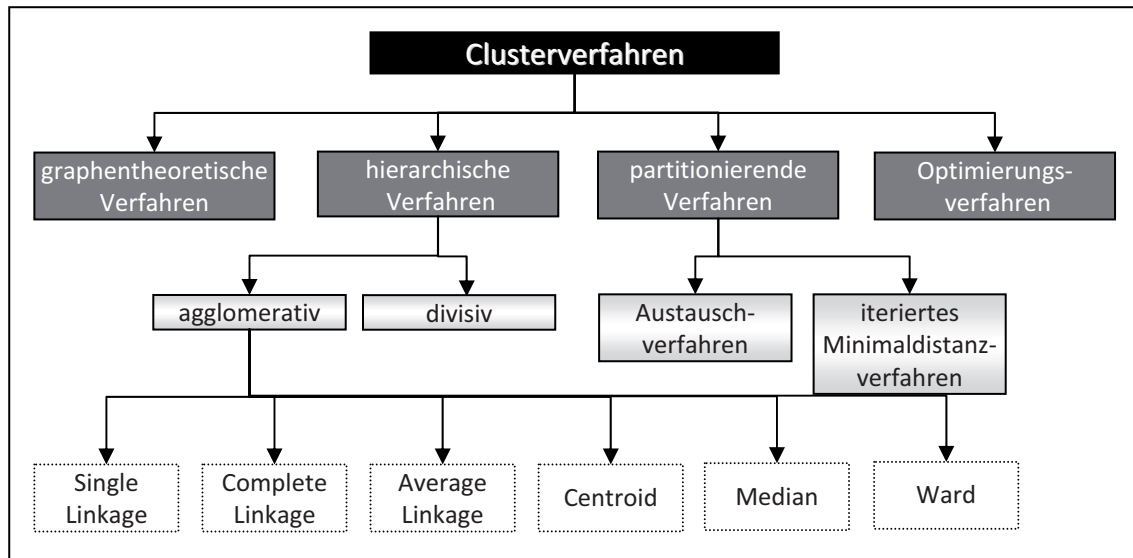 Clusterverfahren
graphentheoretische
Verfahren
hierarchische
Verfahren
partitionierende
Verfahren
Optimierungs-
verfahren
agglomerativ
divisiv
Austausch-
verfahren
iteriertes
Minimaldistanz-
verfahren
Single
Linkage
Complete
Linkage
Average
Linkage
Centroid
Median
Ward